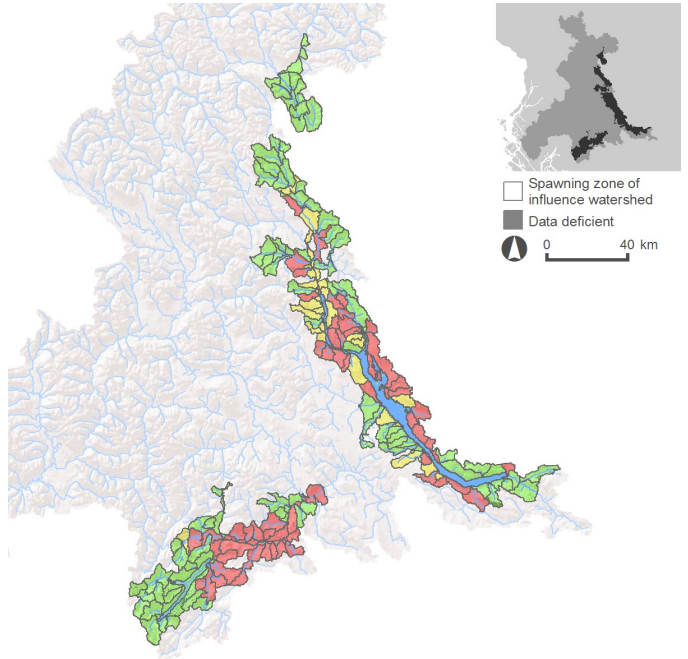 Spawning zone of
influence watershed
Data deficient
0 40 km